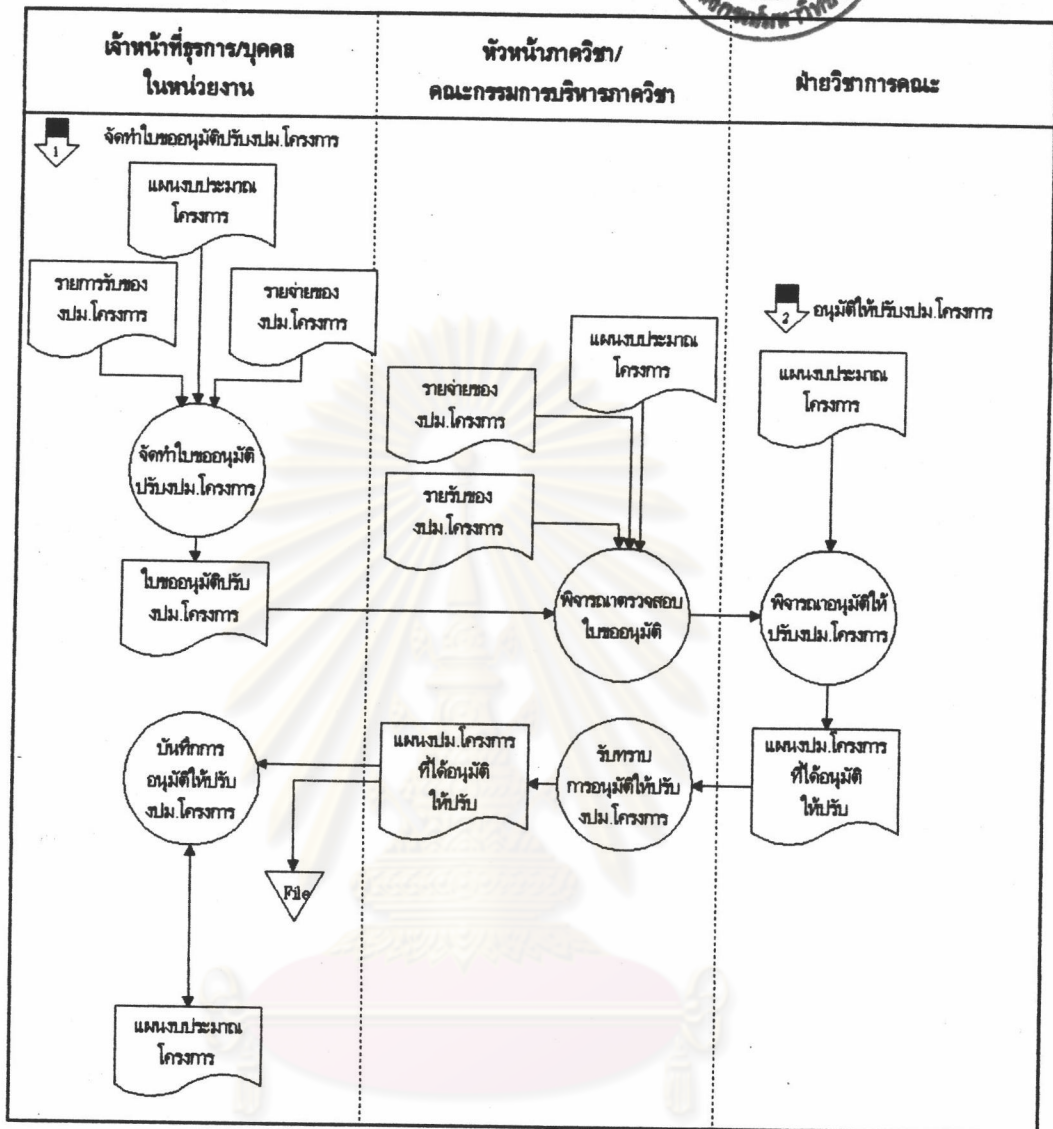 เจ้าหน้าที่ธุรการ/บุคคล
ในหน่วยงาน
หัวหน้าภาควิชา/
คณะกรรมการบริหารภาควิชา
ฝ่ายวิชาการคณะ
1
จัดทำใบขออนุมัติปรับงปม.โครงการ
แผนงบประมาณ
โครงการ
รายการรับของ
งปม.โครงการ
รายจ่ายของ
งปม.โครงการ
จัดทำใบขออนุมัติ
ปรับงปม.โครงการ
ใบขออนุมัติปรับ
งปม.โครงการ
แผนงบประมาณ
โครงการ
รายจ่ายของ
งปม.โครงการ
รายรับของ
งปม.โครงการ
พิจารณาตรวจสอบ
ใบขออนุมัติ
2
อนุมัติให้ปรับงปม.โครงการ
แผนงบประมาณ
โครงการ
พิจารณาอนุมัติให้
ปรับงปม.โครงการ
แผนงปม.โครงการ
ที่ได้อนุมัติ
ให้ปรับ
รับทราบ
การอนุมัติให้ปรับ
งปม.โครงการ
แผนงปม.โครงการ
ที่ได้อนุมัติ
ให้ปรับ
บันทึกการ
อนุมัติให้ปรับ
งปม.โครงการ
File
แผนงบประมาณ
โครงการ